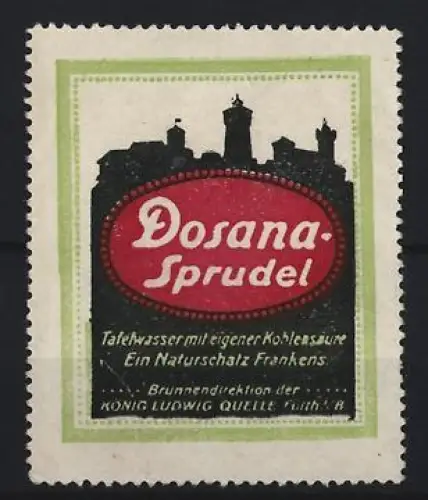 Dosana-
Sprudel
Tafelwasser mit eigener Kohlensäure
Ein Naturschatz Frankens.
..... Brunnendirektion der .....
KÖNIG LUDWIG QUELLE Fürth i/B